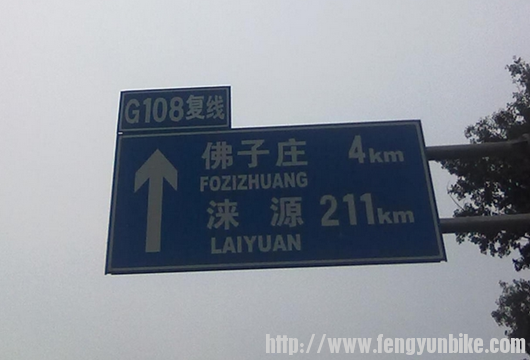 G108复线
佛子庄 4km
FOZIZHUANG
涞源 211km
LAIYUAN
http://www.fengyunbike.com